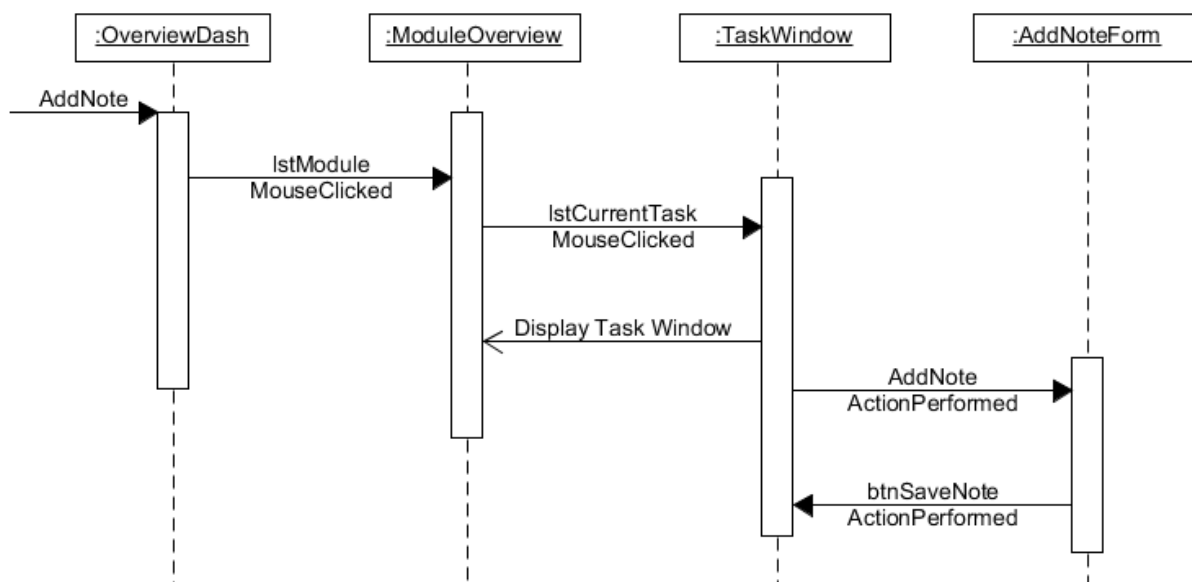 :OverviewDash
:ModuleOverview
:TaskWindow
:AddNoteForm
AddNote
lstModule
MouseClicked
lstCurrentTask
MouseClicked
Display Task Window
AddNote
ActionPerformed
btnSaveNote
ActionPerformed